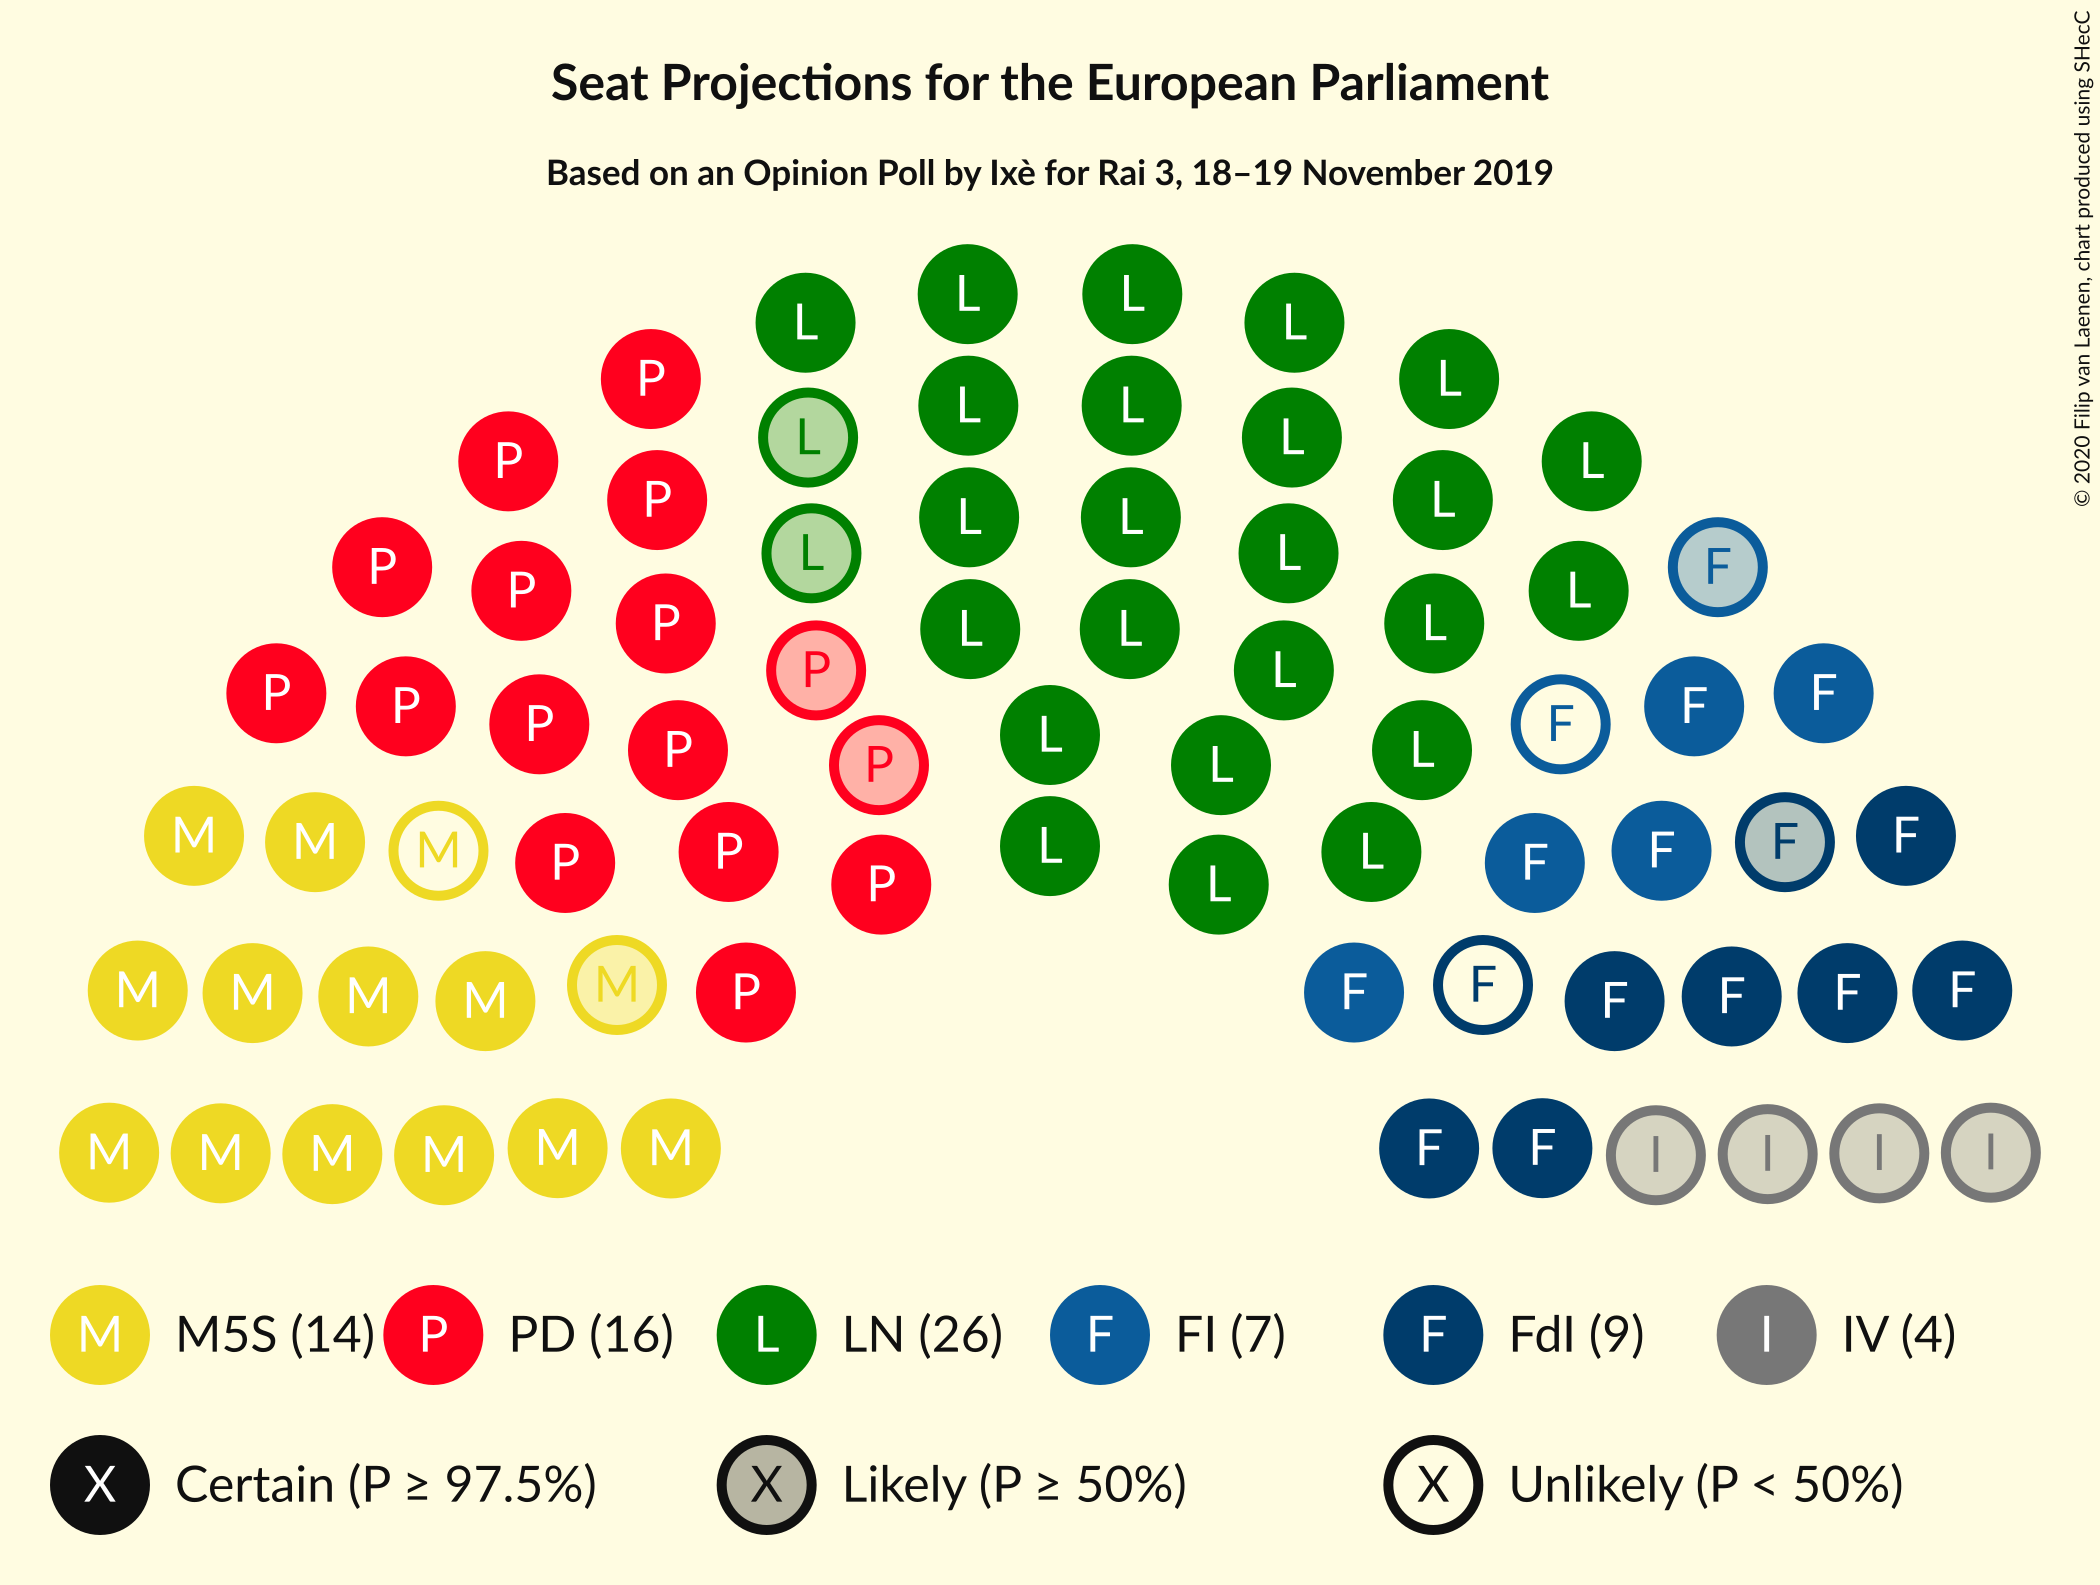 Seat Projections for the European Parliament
Based on an Opinion Poll by Ixè for Rai 3, 18–19 November 2019
© 2020 Filip van Laenen, chart produced using SHecC
L L
L L
P L
L L
L L
P L
P P L L
L L
L L
P F
P L
P L
P L L
P L
P P P P L F F F
L
P L
M M M P P L L F F F F
P L
M M M M M P F F F F F F
M M M M M M F F I I I I
M M5S (14) P PD (16) L LN (26) F FI (7) F FdI (9) I IV (4)
X Certain (P ≥ 97.5%) X Likely (P ≥ 50%) X Unlikely (P < 50%)